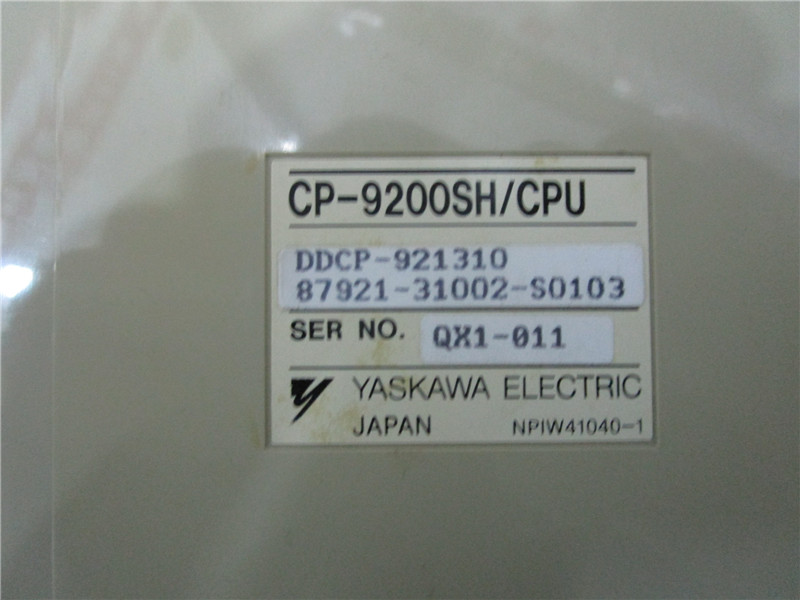 CP-9200SH/CPU
DDCP-921310
87921-31002-S0103
SER NO. QX1-011
YASKAWA ELECTRIC
JAPAN NPIW41040-1